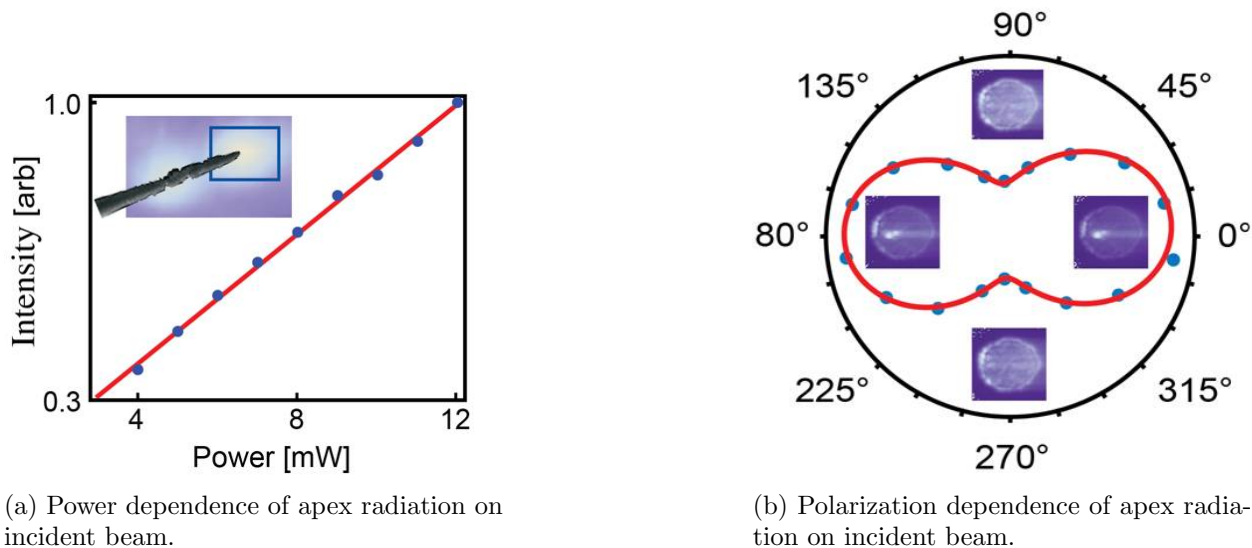 1.0
0.3
Intensity [arb]
4
8
12
Power [mW]
(a) Power dependence of apex radiation on
incident beam.
90°
135°
45°
80°
0°
225°
315°
270°
(b) Polarization dependence of apex radia-
tion on incident beam.